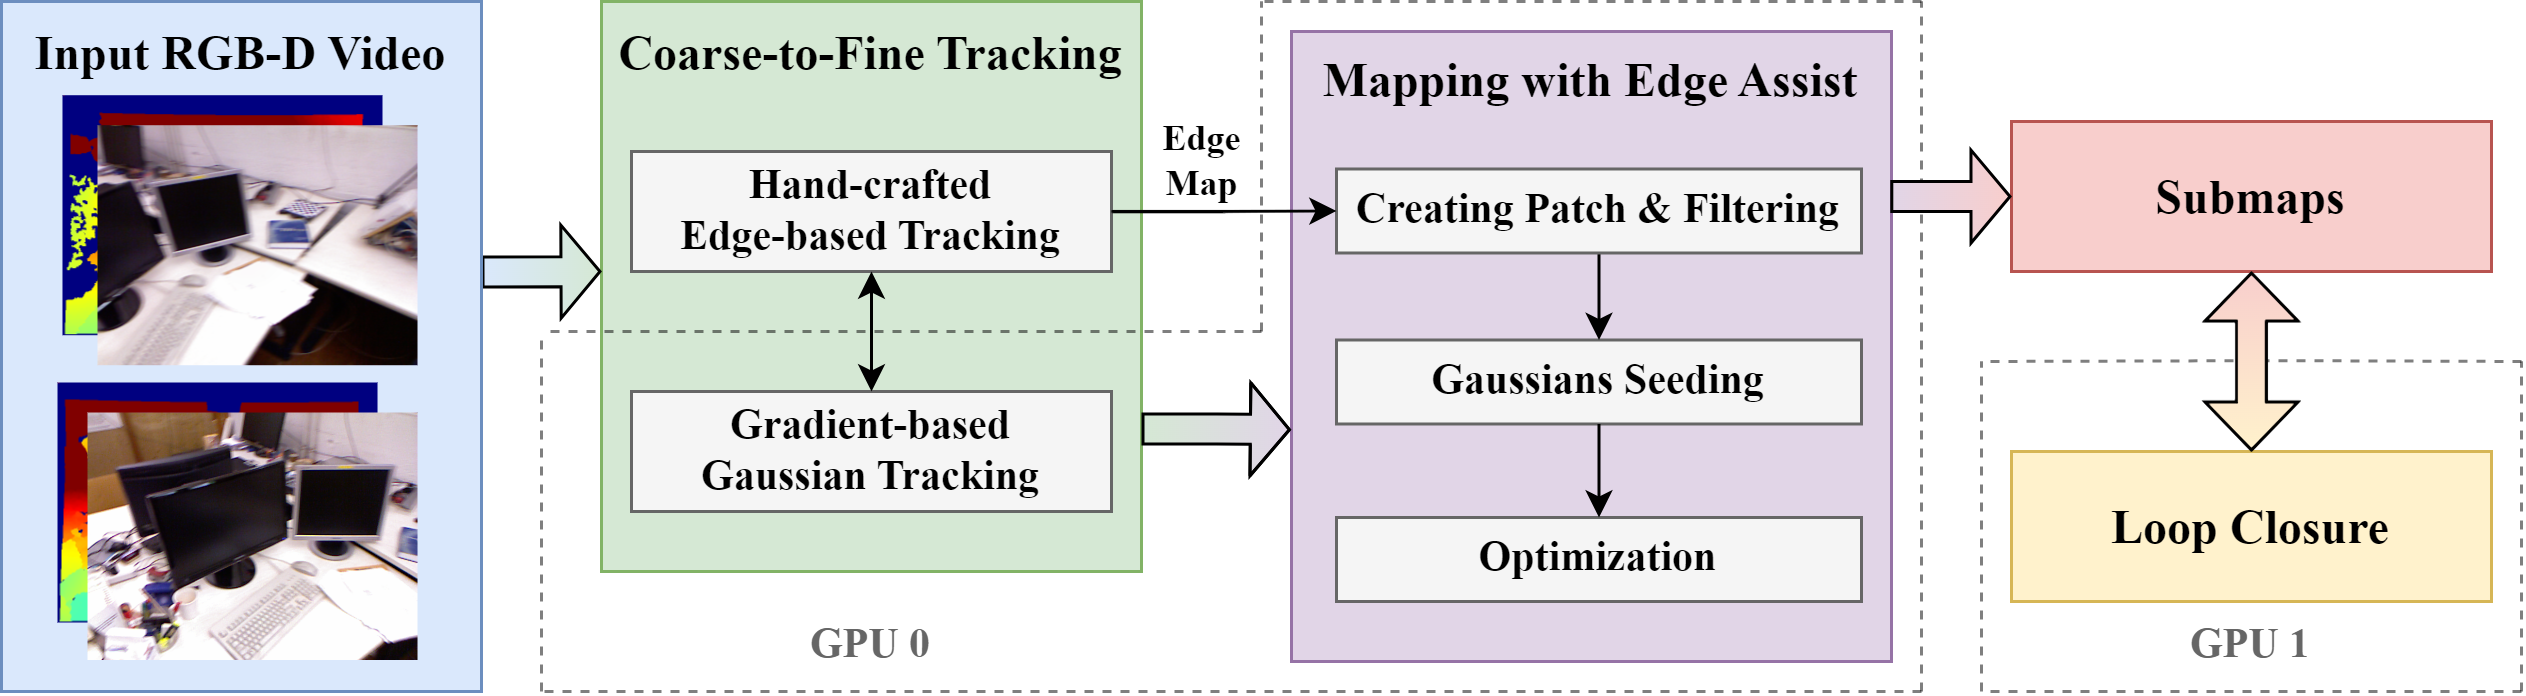 Input RGB-D Video
Coarse-to-Fine Tracking
Hand-crafted
Edge-based Tracking
Gradient-based
Gaussian Tracking
Edge
Map
Mapping with Edge Assist
Creating Patch & Filtering
Gaussians Seeding
Optimization
Submaps
Loop Closure
GPU 0
GPU 1